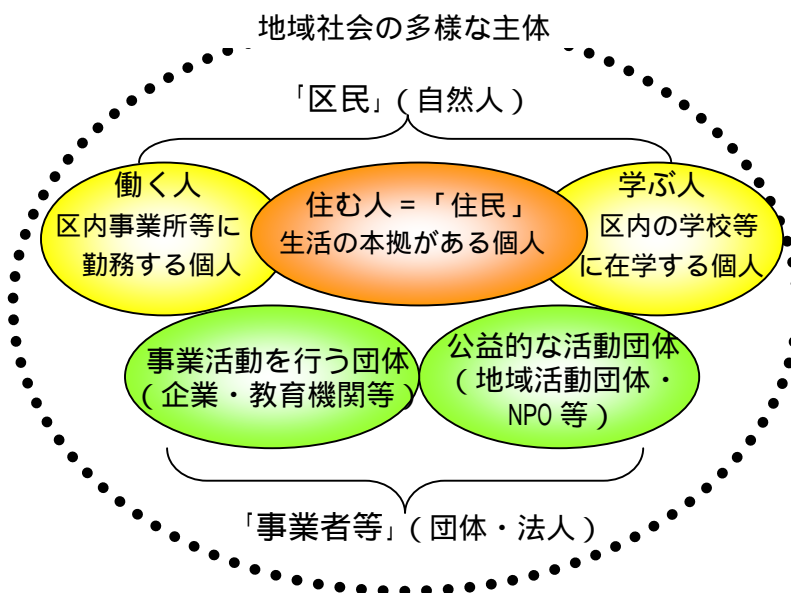 地域社会の多様な主体
「区民」(自然人)
働く人
区内事業所等に
勤務する個人
住む人=「住民」
生活の本拠がある個人
学ぶ人
区内の学校等
に在学する個人
事業活動を行う団体
(企業・教育機関等)
公益的な活動団体
(地域活動団体・
NPO等)
「事業者等」(団体・法人)